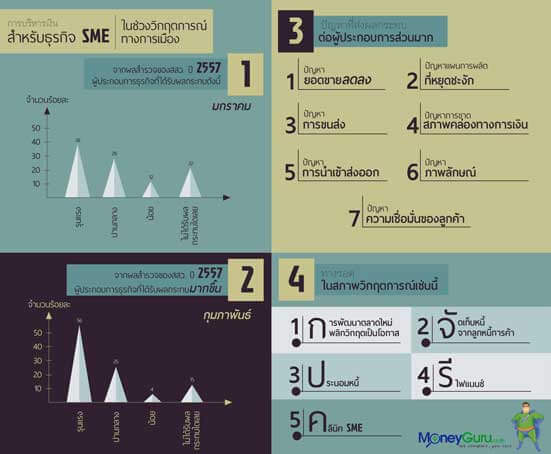 การบริหารเงิน
สำหรับธุรกิจ SME
ในช่วงวิกฤตการณ์
ทางการเมือง
จากผลสำรวจของสสว. ปี 2557
ผู้ประกอบการธุรกิจที่ได้รับผลกระทบดังนี้
1
มกราคม
จำนวนร้อยละ
50
40
30
20
10
38
28
12
22
รุนแรง
ปานกลาง
น้อย
ไม่ได้รับผล
กระทบใดเลย
จากผลสำรวจของสสว. ปี 2557
ผู้ประกอบการธุรกิจที่ได้รับผลกระทบมากขึ้น
2
กุมภาพันธ์
จำนวนร้อยละ
50
40
30
20
10
56
25
4
15
รุนแรง
ปานกลาง
น้อย
ไม่ได้รับผล
กระทบใดเลย
3
ปัญหาที่ส่งผลกระทบ
ต่อผู้ประกอบการส่วนมาก
1 ปัญหา
ยอดขายลดลง
2 ปัญหาแผนการผลิต
ที่หยุดชะงัก
3 ปัญหา
การขนส่ง
4 ปัญหาการขาด
สภาพคล่องทางการเงิน
5 ปัญหา
การนำเข้าส่งออก
6 ปัญหา
ภาพลักษณ์
7 ปัญหา
ความเชื่อมั่นของลูกค้า
4
ทางรอด
ในสภาพวิกฤตการณ์เช่นนี้
1 การพัฒนาตลาดใหม่
พลิกวิกฤตเป็นโอกาส
2 จัดเก็บหนี้
จากลูกหนี้การค้า
3 ประนอมหนี้
4 รีไฟแนนซ์
5 คลีนิค SME
MoneyGuru.co.th